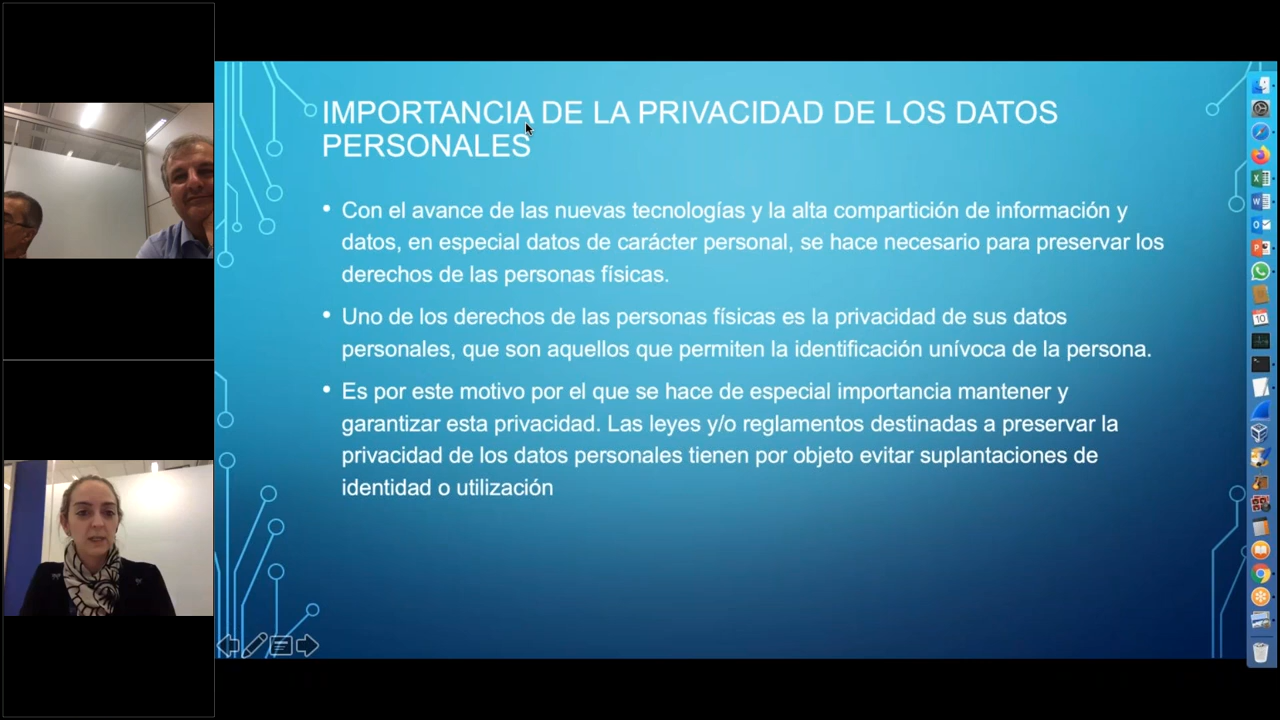 IMPORTANCIA DE LA PRIVACIDAD DE LOS DATOS
PERSONALES
• Con el avance de las nuevas tecnologías y la alta compartición de información y
datos, en especial datos de carácter personal, se hace necesario para preservar los
derechos de las personas físicas.
• Uno de los derechos de las personas físicas es la privacidad de sus datos
personales, que son aquellos que permiten la identificación unívoca de la persona.
• Es por este motivo por el que se hace de especial importancia mantener y
garantizar esta privacidad. Las leyes y/o reglamentos destinadas a preservar la
privacidad de los datos personales tienen por objeto evitar suplantaciones de
identidad o utilización
10